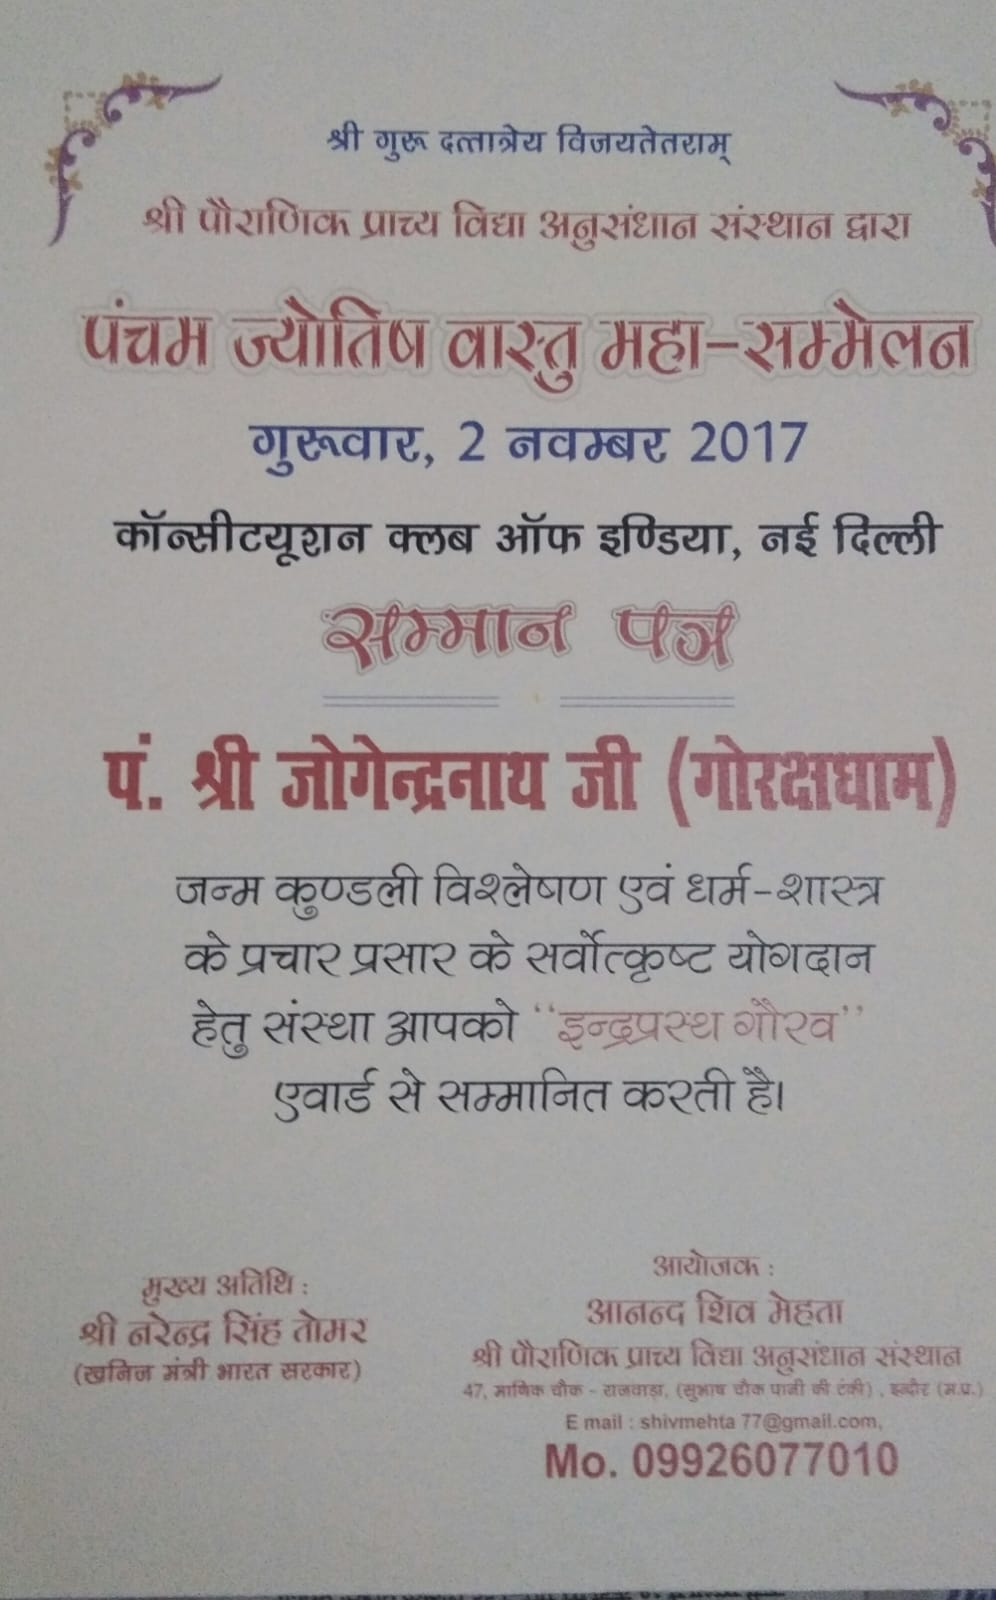 श्री गुरू दत्तात्रेय विजयतेतराम्
श्री पौराणिक प्राच्य विद्या अनुसंधान संस्थान द्वारा
पंचम ज्योतिष वास्तु महा-सम्मेलन
गुरूवार, 2 नवम्बर 2017
कॉन्सीटयूशन क्लब ऑफ इण्डिया, नई दिल्ली
सम्मान पत्र
पं. श्री जोगेन्द्रनाथ जी (गोरक्षधाम)
जन्म कुण्डली विश्लेषण एवं धर्म-शास्त्र
के प्रचार प्रसार के सर्वोत्कृष्ट योगदान
हेतु संस्था आपको "इन्द्रप्रस्थ गौरव"
एवार्ड से सम्मानित करती है।
मुख्य अतिथि :
श्री नरेन्द्र सिंह तोमर
(खनिज मंत्री भारत सरकार)
आयोजक :
आनन्द शिव मेहता
श्री पौराणिक प्राच्य विद्या अनुसंधान संस्थान
47, माणिक चौक - राजवाड़ा, (सुभाष चौक पानी की टंकी) , इन्दौर (म.प्र.)
E mail : shivmehta 77@gmail.com,
Mo. 09926077010